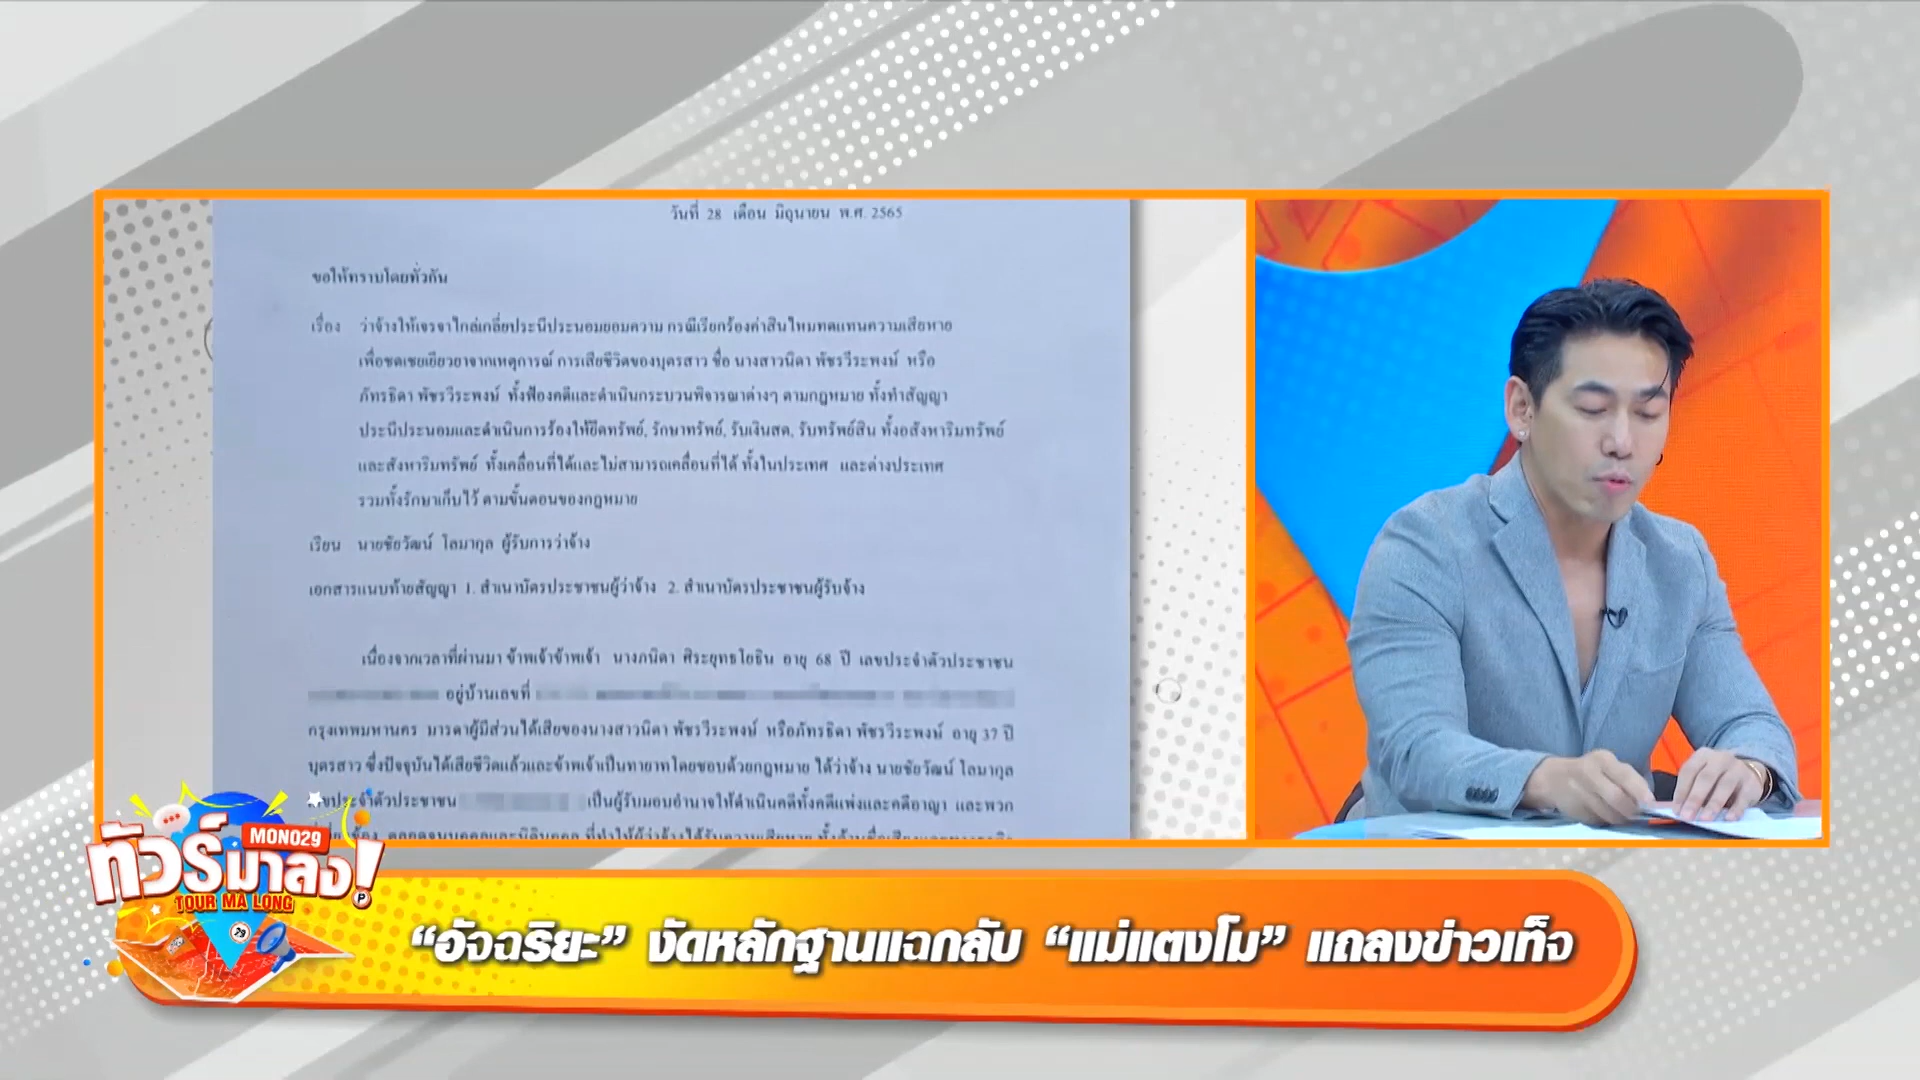 วันที่ 28 เดือน มิถุนายน พ.ศ. 2565
ขอให้ทราบโดยทั่วกัน
เรื่อง ว่าจ้างให้เจรจาไกล่เกลี่ยประนีประนอมยอมความ กรณีเรียกร้องค่าสินไหมทดแทนความเสียหาย
เพื่อชดเชยเยียวยาจากเหตุการณ์ การเสียชีวิตของบุตรสาว ชื่อ นางสาวนิดา พัชรวีระพงษ์ หรือ
ภัทรธิดา พัชรวีระพงษ์ ทั้งฟ้องคดีและดำเนินกระบวนพิจารณาต่างๆ ตามกฎหมาย ทั้งทำสัญญา
ประนีประนอมและดำเนินการร้องให้ยึดทรัพย์, รักษาทรัพย์, รับเงินสด, รับทรัพย์สิน ทั้งอสังหาริมทรัพย์
และสังหาริมทรัพย์ ทั้งเคลื่อนที่ได้และไม่สามารถเคลื่อนที่ได้ ทั้งในประเทศ และต่างประเทศ
รวมทั้งรักษาเก็บไว้ ตามขั้นตอนของกฎหมาย
เรียน นายชัยวัฒน์ โลมากุล ผู้รับการว่าจ้าง
เอกสารแนบท้ายสัญญา 1. สำเนาบัตรประชาชนผู้ว่าจ้าง 2. สำเนาบัตรประชาชนผู้รับจ้าง
เนื่องจากเวลาที่ผ่านมา ข้าพเจ้าข้าพเจ้า นางภนิดา ศิระยุทธโยธิน อายุ 68 ปี เลขประจำตัวประชาชน
อยู่บ้านเลขที่
กรุงเทพมหานคร มารดาผู้มีส่วนได้เสียของนางสาวนิดา พัชรวีระพงษ์ หรือภัทรธิดา พัชรวีระพงษ์ อายุ 37 ปี
บุตรสาว ซึ่งปัจจุบันได้เสียชีวิตแล้วและข้าพเจ้าเป็นทายาทโดยชอบด้วยกฎหมาย ได้ว่าจ้าง นายชัยวัฒน์ โลมากุล
ประจำตัวประชาชน เป็นผู้รับมอบอำนาจให้ดำเนินคดีทั้งคดีแพ่งและคดีอาญา และพวก
MONO29
ทัวร์มาลง!
TOUR MA LONG
29
P
“อัจฉริยะ” งัดหลักฐานแฉกลับ “แม่แตงโม” แถลงข่าวเท็จ